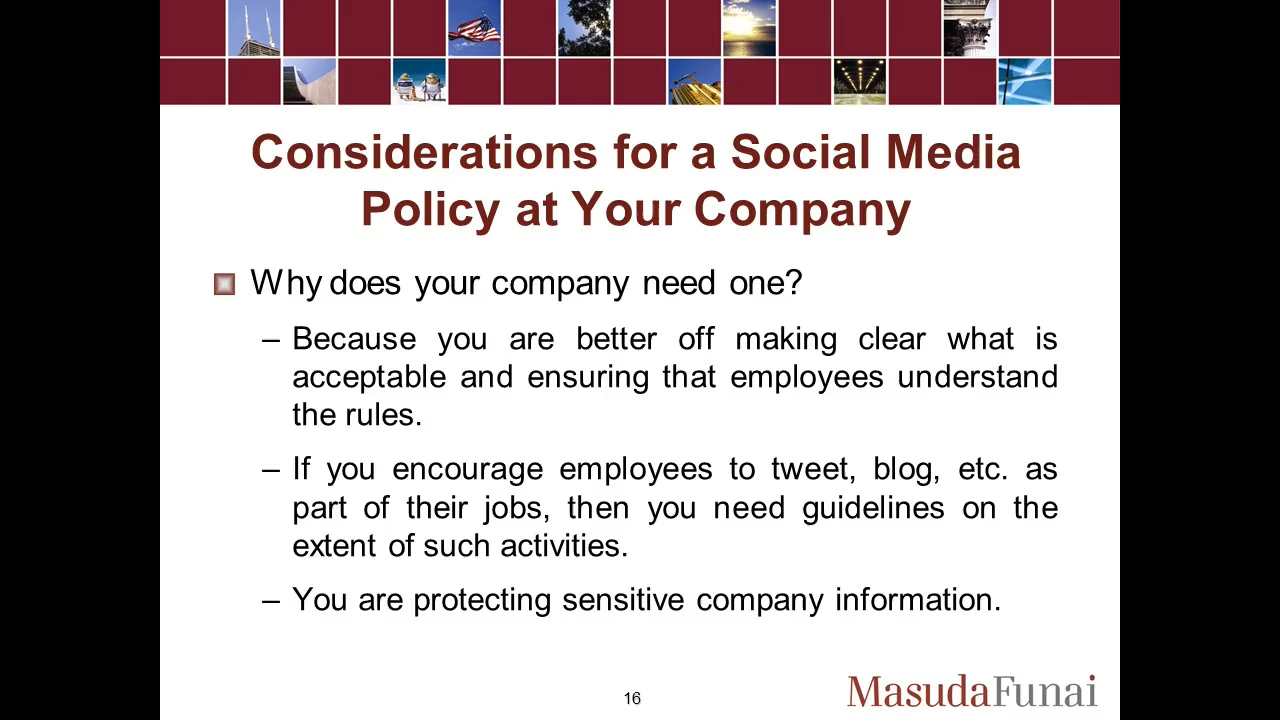 Considerations for a Social Media
Policy at Your Company
Why does your company need one?
– Because you are better off making clear what is
acceptable and ensuring that employees understand
the rules.
– If you encourage employees to tweet, blog, etc. as
part of their jobs, then you need guidelines on the
extent of such activities.
– You are protecting sensitive company information.
16
MasudaFunai